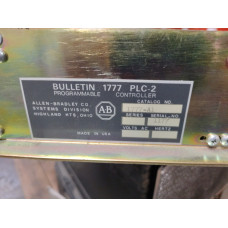 BULLETIN 1777 PLC-2
PROGRAMMABLE CONTROLLER
CATALOG NO.
ALLEN-BRADLEY CO.
SYSTEMS DIVISION
HIGHLAND HTS, OHIO
A-B
SERIES SERIAL NO.
VOLTS AC HERTZ
MADE IN USA